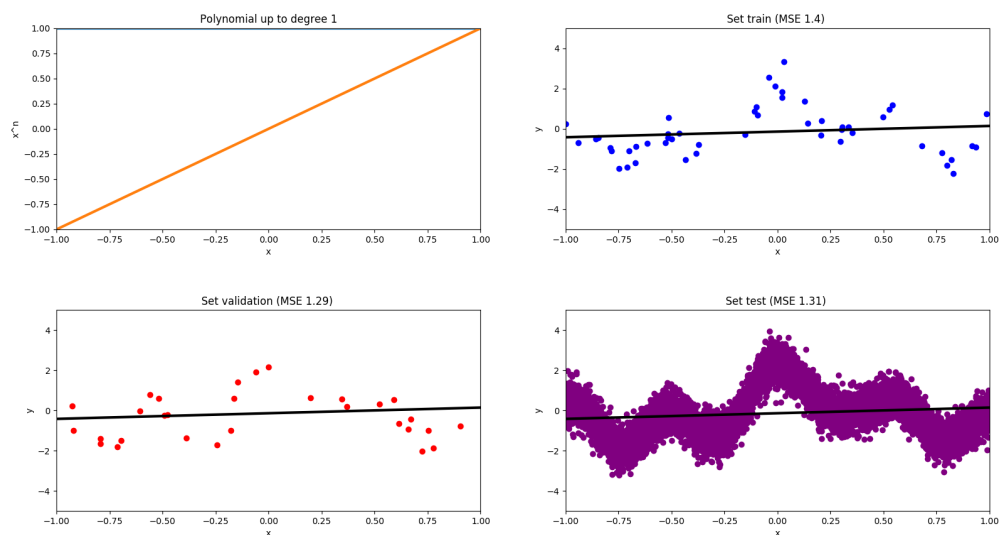 Polynomial up to degree 1
1.00
0.75
0.50
0.25
0.00
−0.25
−0.50
−0.75
−1.00
x^n
−1.00 −0.75 −0.50 −0.25 0.00 0.25 0.50 0.75 1.00
x
Set train (MSE 1.4)
4
2
0
−2
−4
y
−1.00 −0.75 −0.50 −0.25 0.00 0.25 0.50 0.75 1.00
x
Set validation (MSE 1.29)
4
2
0
−2
−4
y
−1.00 −0.75 −0.50 −0.25 0.00 0.25 0.50 0.75 1.00
x
Set test (MSE 1.31)
4
2
0
−2
−4
y
−1.00 −0.75 −0.50 −0.25 0.00 0.25 0.50 0.75 1.00
x